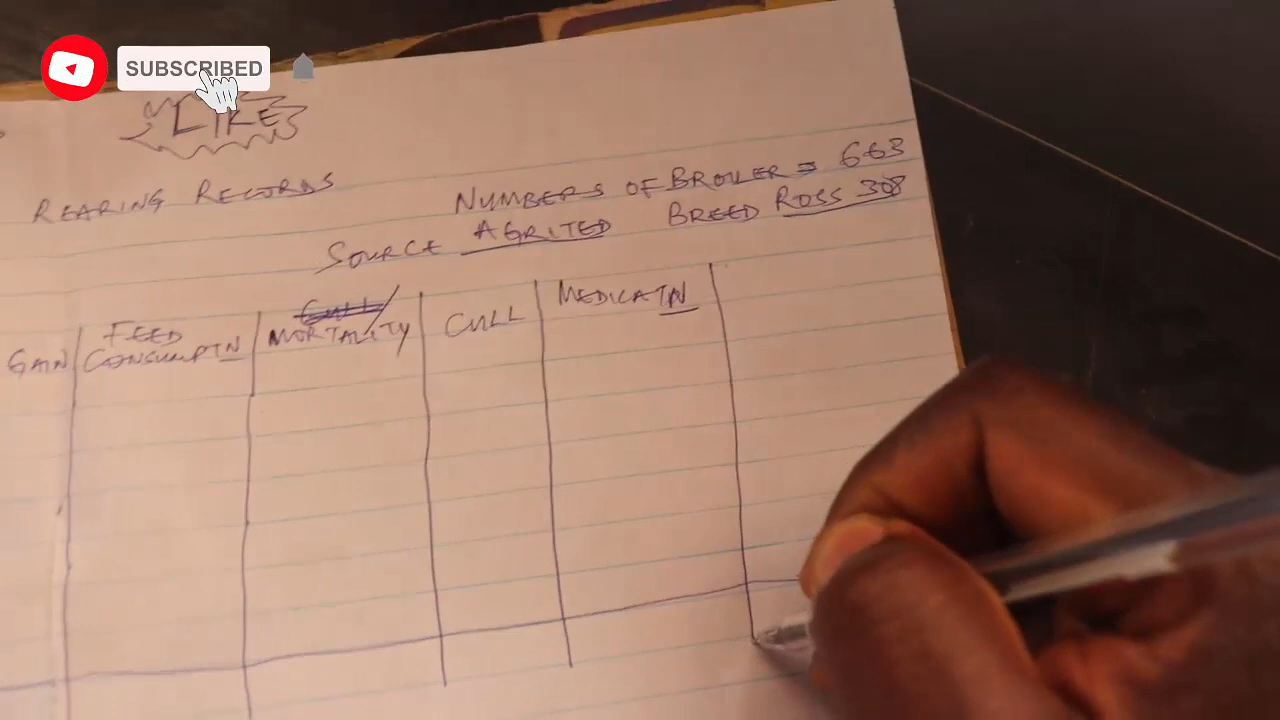 SUBSCRIBED
LIKE
REARING RECORDS
NUMBERS OF BROILER = 663
SOURCE AGRITED BREED ROSS 308
GAIN
FEED CONSUMPTN
MORTALITY
CULL
MEDICATN